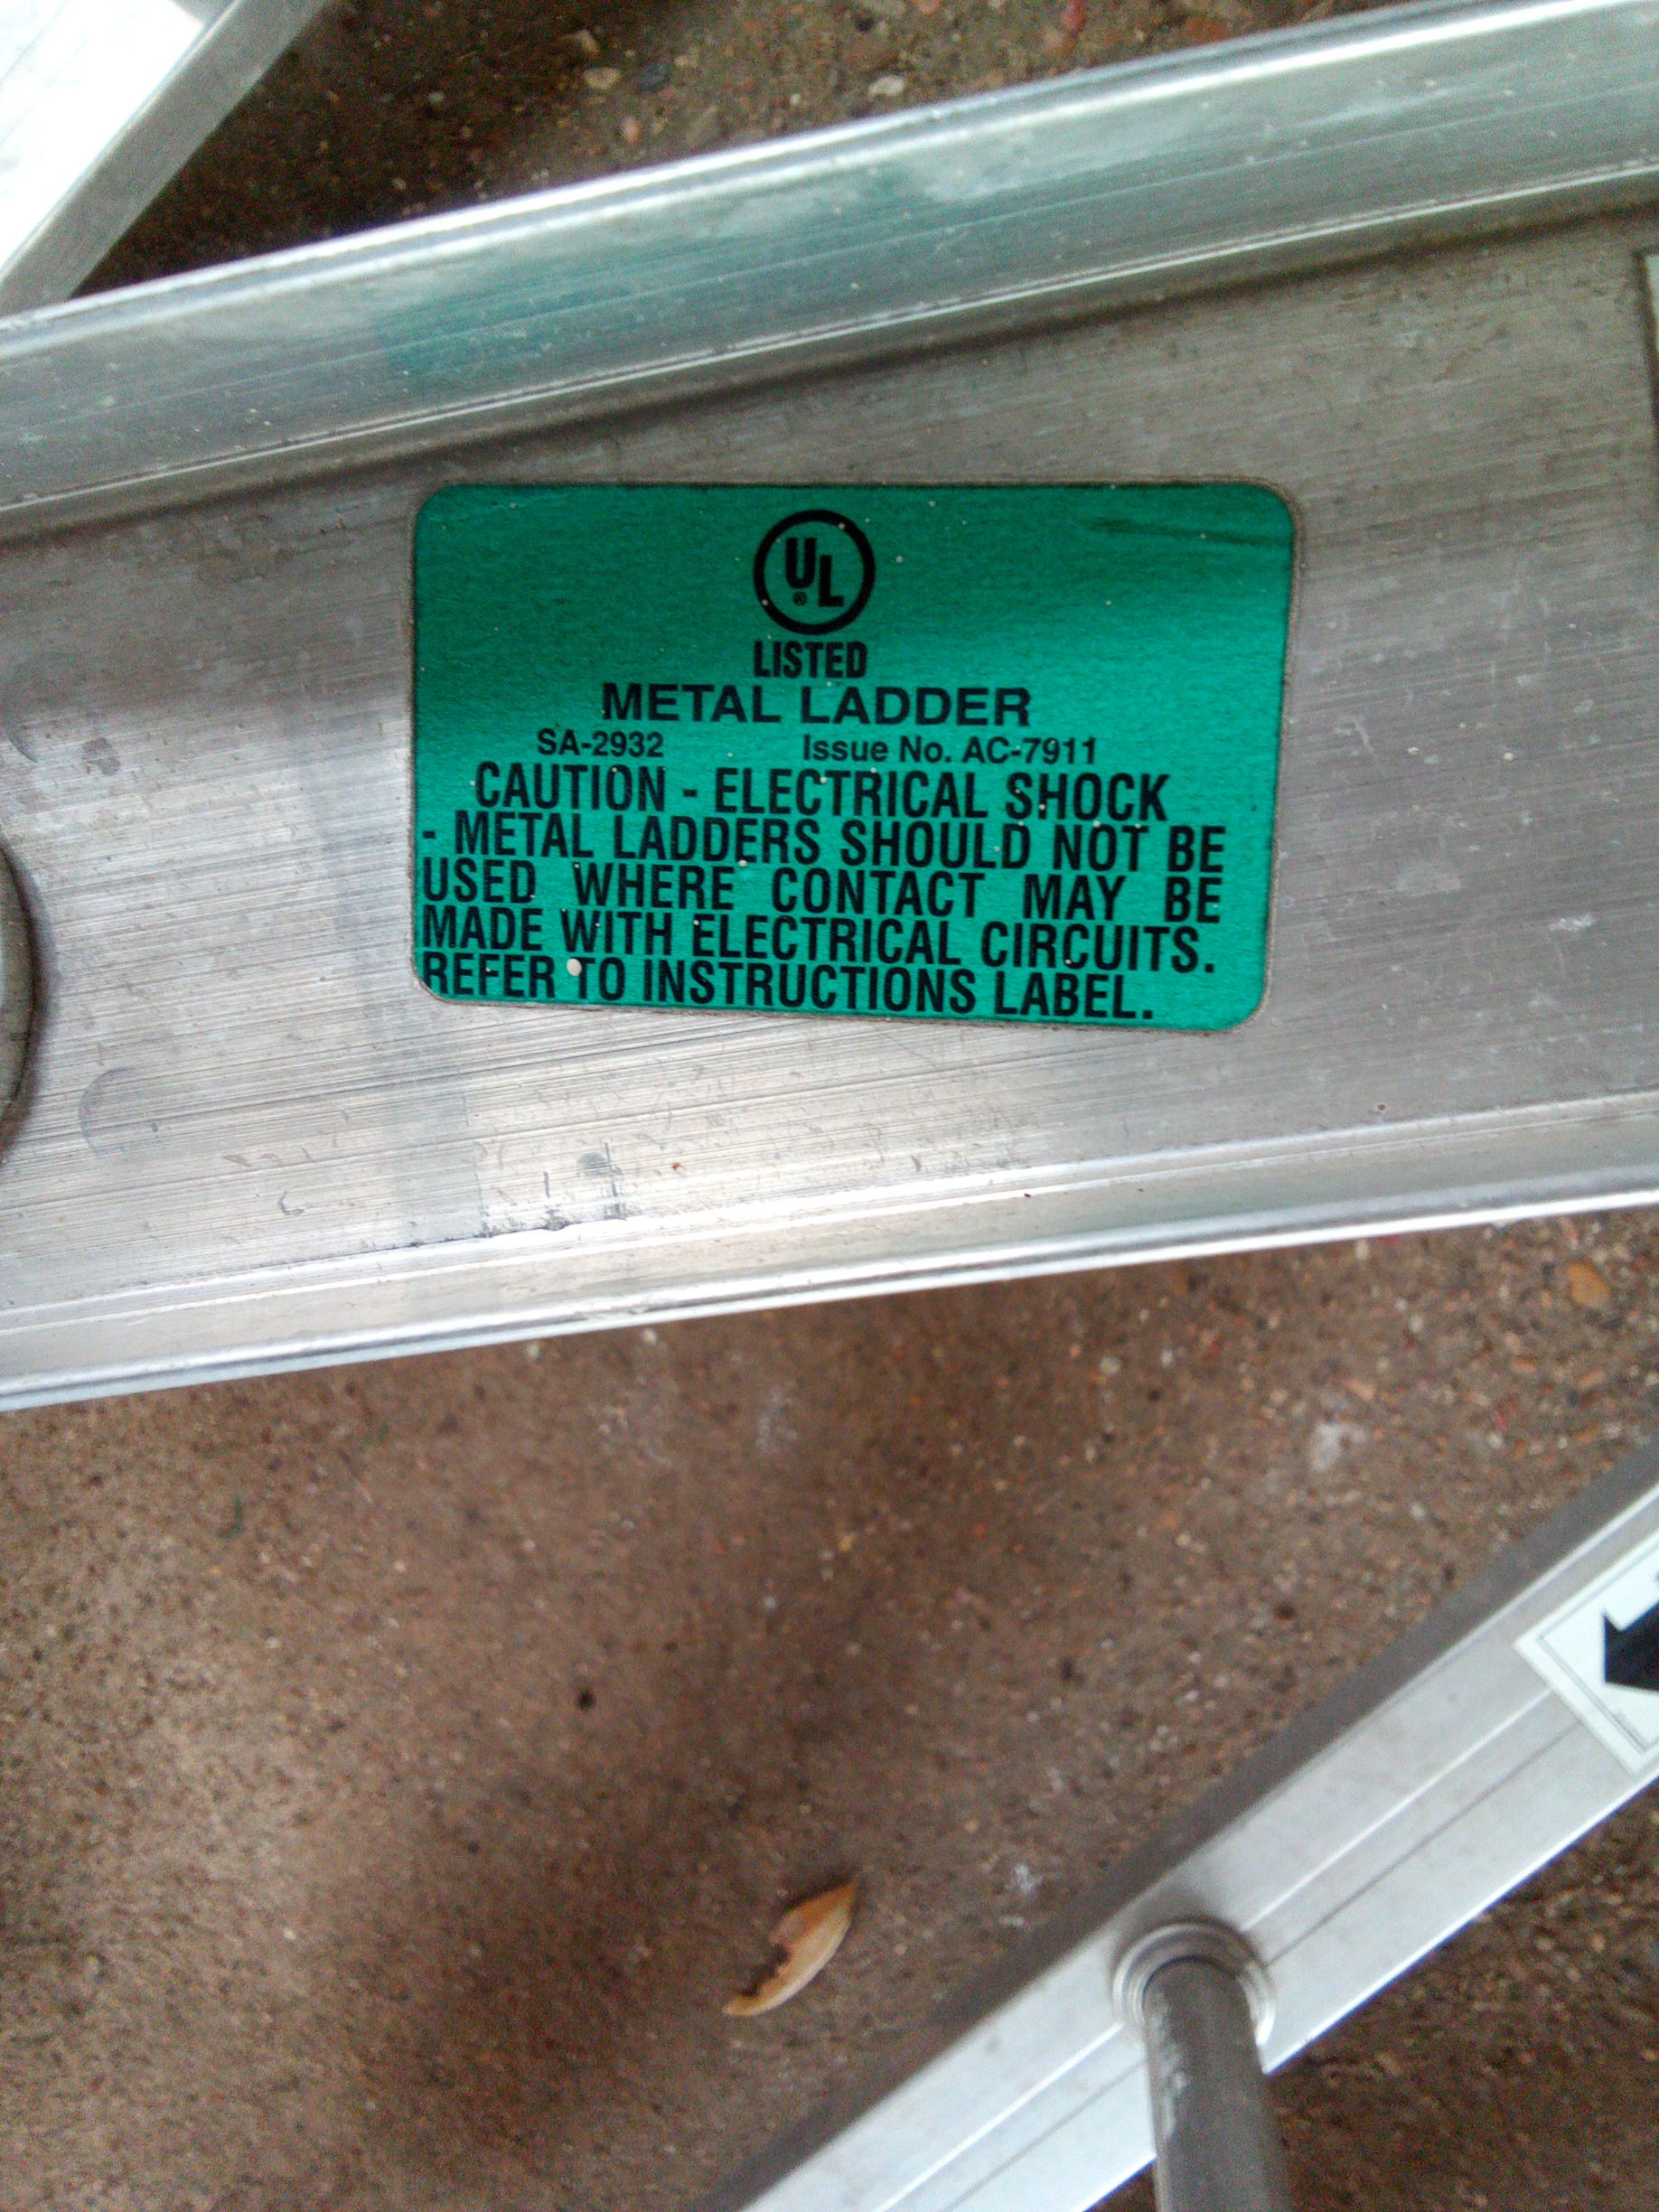 UL ®
LISTED
METAL LADDER
SA-2932 Issue No. AC-7911
CAUTION - ELECTRICAL SHOCK
- METAL LADDERS SHOULD NOT BE
USED WHERE CONTACT MAY BE
MADE WITH ELECTRICAL CIRCUITS.
REFER TO INSTRUCTIONS LABEL.